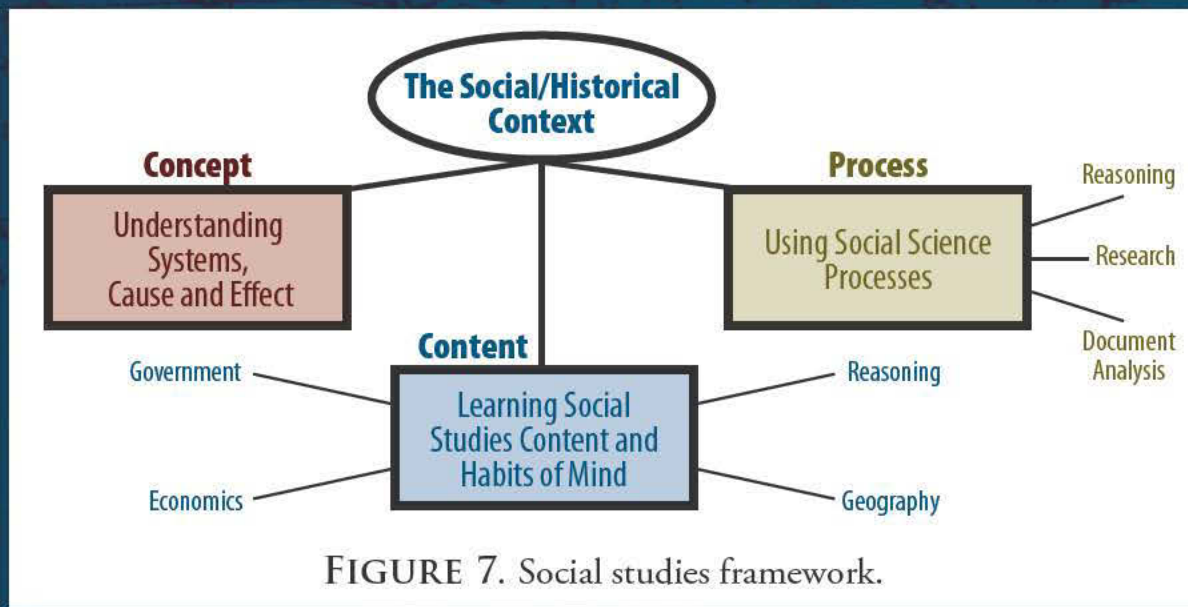 The Social/Historical
Context
Concept
Understanding
Systems,
Cause and Effect
Process
Using Social Science
Processes
Reasoning
Research
Document
Analysis
Content
Learning Social
Studies Content and
Habits of Mind
Government
Economics
Reasoning
Geography
FIGURE 7. Social studies framework.